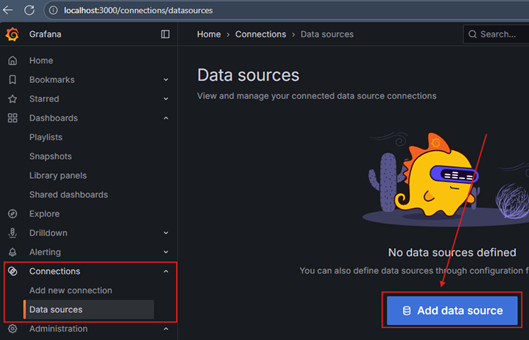 localhost:3000/connections/datasources
Grafana
Home > Connections > Data sources
Search...
Home
Bookmarks
Starred
Dashboards
Playlists
Snapshots
Library panels
Shared dashboards
Explore
Drilldown
Alerting
Connections
Add new connection
Data sources
Administration
Data sources
View and manage your connected data source connections
No data sources defined
You can also define data sources through configuration f
Add data source